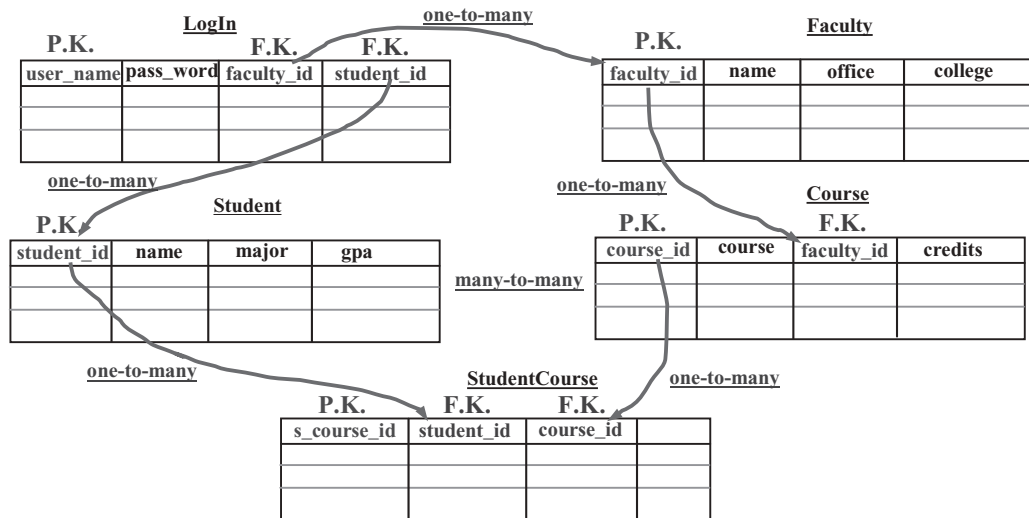 one-to-many
LogIn
Faculty
P.K.
F.K.
F.K.
P.K.
user_name pass_word faculty_id student_id
faculty_id name office college
one-to-many
one-to-many
Student
Course
P.K.
P.K.
F.K.
student_id name major gpa
course_id course faculty_id credits
many-to-many
one-to-many
StudentCourse
one-to-many
P.K.
F.K.
F.K.
s_course_id student_id course_id